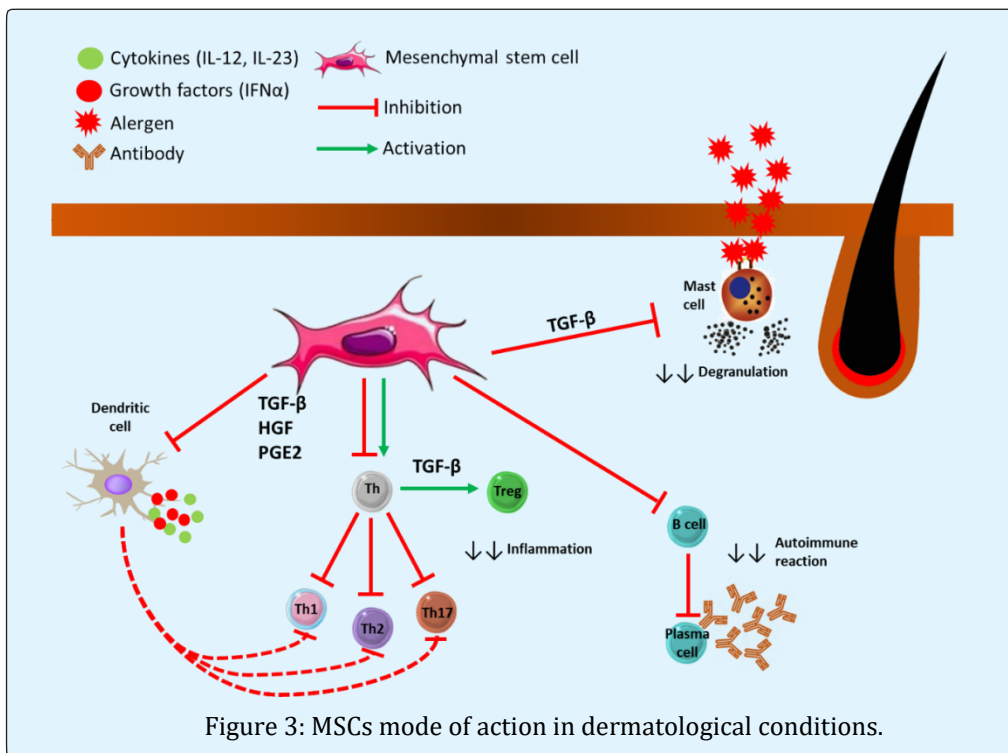 Cytokines (IL-12, IL-23)
Growth factors (IFNα)
Alergen
Antibody
Mesenchymal stem cell
Inhibition
Activation
Mast
cell
TGF-β
↓↓ Degranulation
Dendritic
cell
TGF-β
HGF
PGE2
Th
TGF-β
Treg
↓↓ Inflammation
Th1
Th2
Th17
B cell
↓↓ Autoimmune
reaction
Plasma
cell
Figure 3: MSCs mode of action in dermatological conditions.